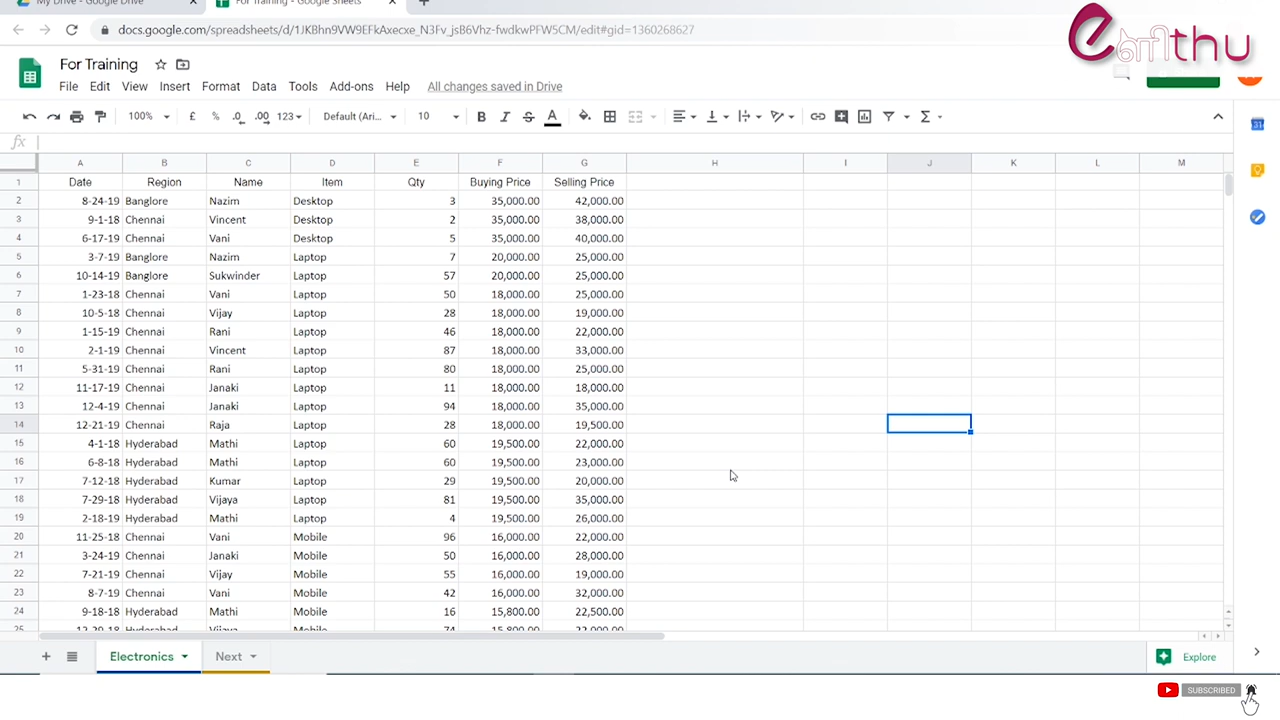 My Drive - Google Drive
For Training - Google Sheets
docs.google.com/spreadsheets/d/1JKBhn9VW9EFkAxecxe_N3Fv_jsB6Vhz-fwdkwPFW5CM/edit#gid=1360268627
eஎளிthu
For Training
File Edit View Insert Format Data Tools Add-ons Help All changes saved in Drive
100% £ % .0 .00 123 Default (Ari... 10 B I S A Σ
fx
A B C D E F G H I J K L M
1 Date Region Name Item Qty Buying Price Selling Price
2 8-24-19 Banglore Nazim Desktop 3 35,000.00 42,000.00
3 9-1-18 Chennai Vincent Desktop 2 35,000.00 38,000.00
4 6-17-19 Chennai Vani Desktop 5 35,000.00 40,000.00
5 3-7-19 Banglore Nazim Laptop 7 20,000.00 25,000.00
6 10-14-19 Banglore Sukwinder Laptop 57 20,000.00 25,000.00
7 1-23-18 Chennai Vani Laptop 50 18,000.00 25,000.00
8 10-5-18 Chennai Vijay Laptop 28 18,000.00 19,000.00
9 1-15-19 Chennai Rani Laptop 46 18,000.00 22,000.00
10 2-1-19 Chennai Vincent Laptop 87 18,000.00 33,000.00
11 5-31-19 Chennai Rani Laptop 80 18,000.00 25,000.00
12 11-17-19 Chennai Janaki Laptop 11 18,000.00 18,000.00
13 12-4-19 Chennai Janaki Laptop 94 18,000.00 35,000.00
14 12-21-19 Chennai Raja Laptop 28 18,000.00 19,500.00
15 4-1-18 Hyderabad Mathi Laptop 60 19,500.00 22,000.00
16 6-8-18 Hyderabad Mathi Laptop 60 19,500.00 23,000.00
17 7-12-18 Hyderabad Kumar Laptop 29 19,500.00 20,000.00
18 7-29-18 Hyderabad Vijaya Laptop 81 19,500.00 35,000.00
19 2-18-19 Hyderabad Mathi Laptop 4 19,500.00 26,000.00
20 11-25-18 Chennai Vani Mobile 96 16,000.00 22,000.00
21 3-24-19 Chennai Janaki Mobile 50 16,000.00 28,000.00
22 7-21-19 Chennai Vijay Mobile 55 16,000.00 19,000.00
23 8-7-19 Chennai Vani Mobile 42 16,000.00 32,000.00
24 9-18-18 Hyderabad Mathi Mobile 16 15,800.00 22,500.00
25 12-29-18 Hyderabad Vijaya Mobile 74 15,800.00
Electronics Next Explore
SUBSCRIBED